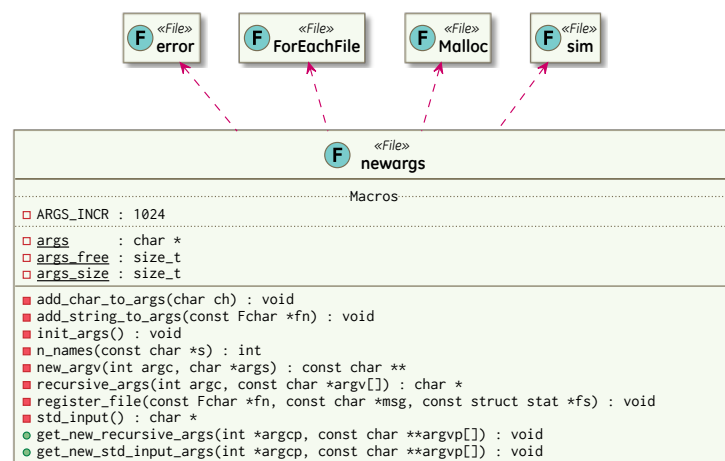 F «File» error
F «File» ForEachFile
F «File» Malloc
F «File» sim
F «File» newargs
Macros
ARGS_INCR : 1024
args : char *
args_free : size_t
args_size : size_t
add_char_to_args(char ch) : void
add_string_to_args(const Fchar *fn) : void
init_args() : void
n_names(const char *s) : int
new_argv(int argc, char *args) : const char **
recursive_args(int argc, const char *argv[]) : char *
register_file(const Fchar *fn, const char *msg, const struct stat *fs) : void
std_input() : char *
get_new_recursive_args(int *argcp, const char **argvp[]) : void
get_new_std_input_args(int *argcp, const char **argvp[]) : void